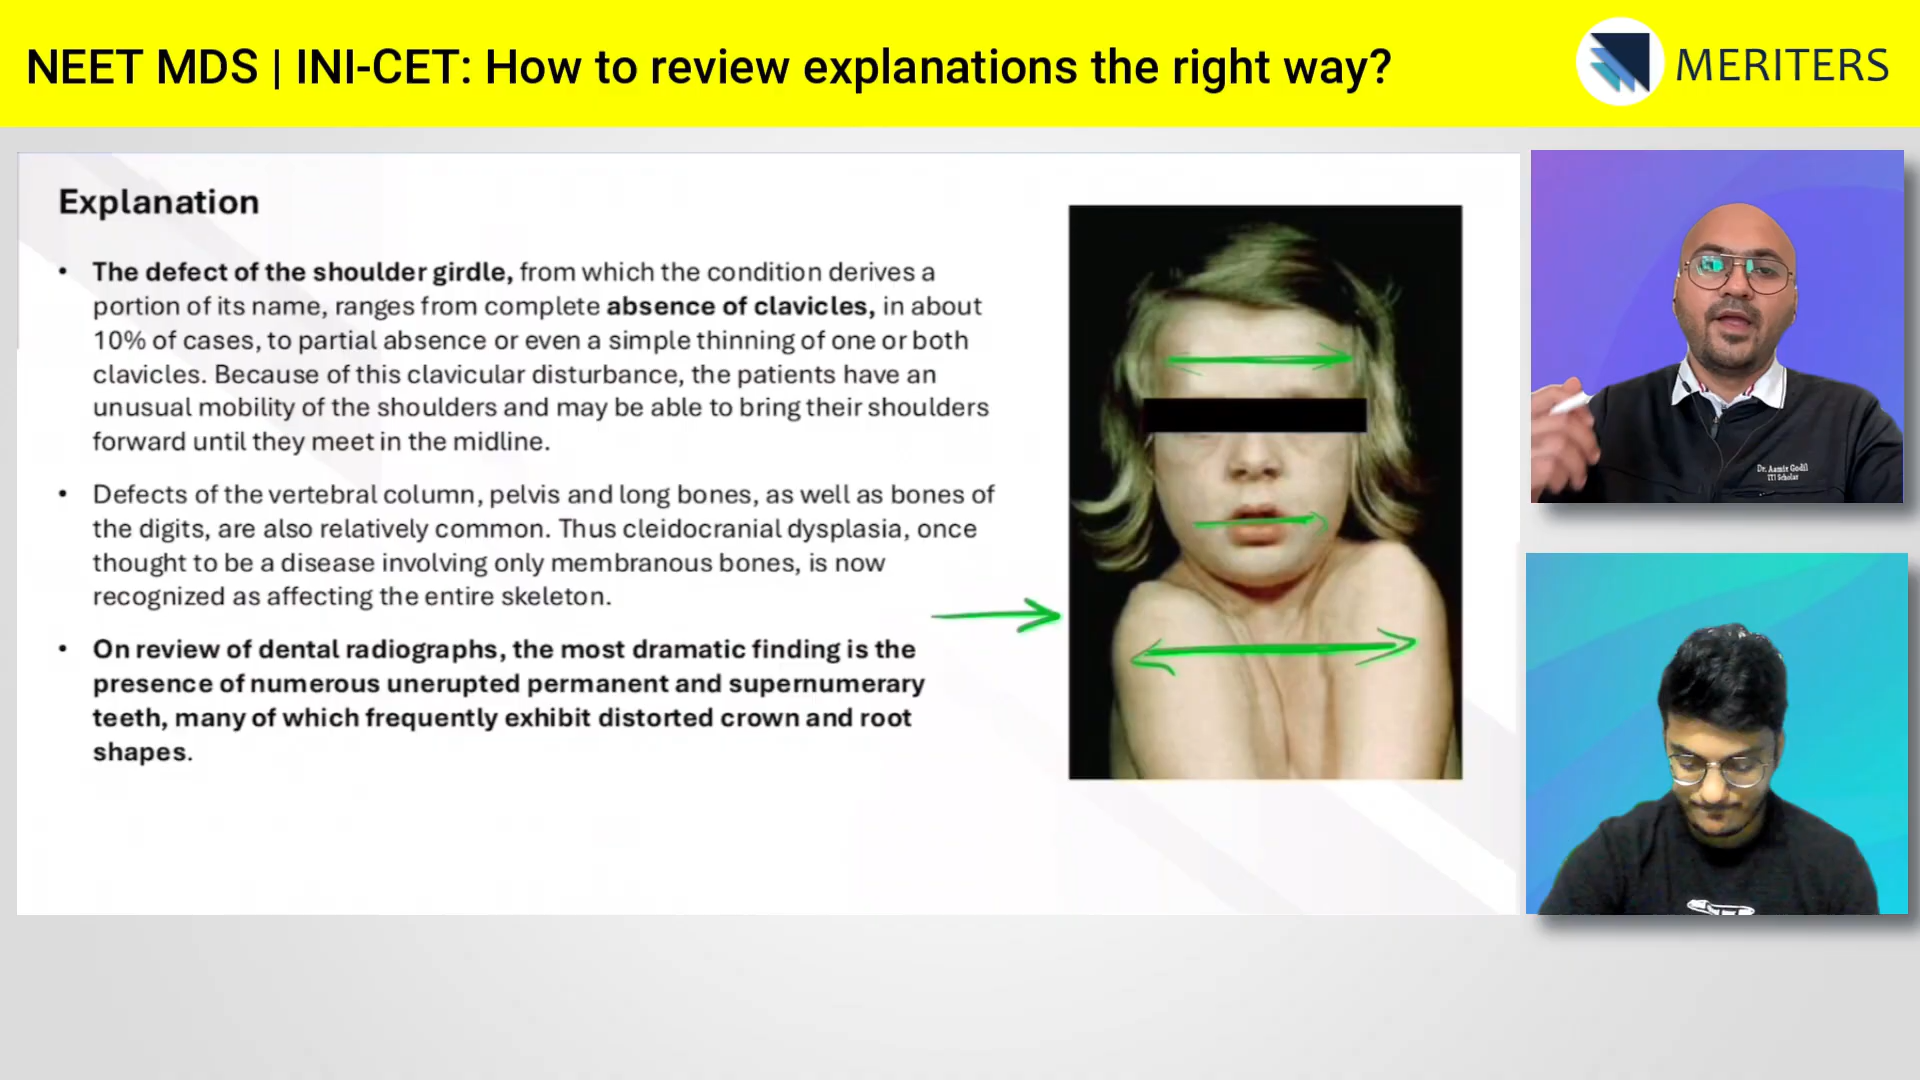 NEET MDS | INI-CET: How to review explanations the right way?
MERITERS
Explanation
• The defect of the shoulder girdle, from which the condition derives a
portion of its name, ranges from complete absence of clavicles, in about
10% of cases, to partial absence or even a simple thinning of one or both
clavicles. Because of this clavicular disturbance, the patients have an
unusual mobility of the shoulders and may be able to bring their shoulders
forward until they meet in the midline.
• Defects of the vertebral column, pelvis and long bones, as well as bones of
the digits, are also relatively common. Thus cleidocranial dysplasia, once
thought to be a disease involving only membranous bones, is now
recognized as affecting the entire skeleton.
• On review of dental radiographs, the most dramatic finding is the
presence of numerous unerupted permanent and supernumerary
teeth, many of which frequently exhibit distorted crown and root
shapes.
Dr. Aamir Godil
ITI Scholar